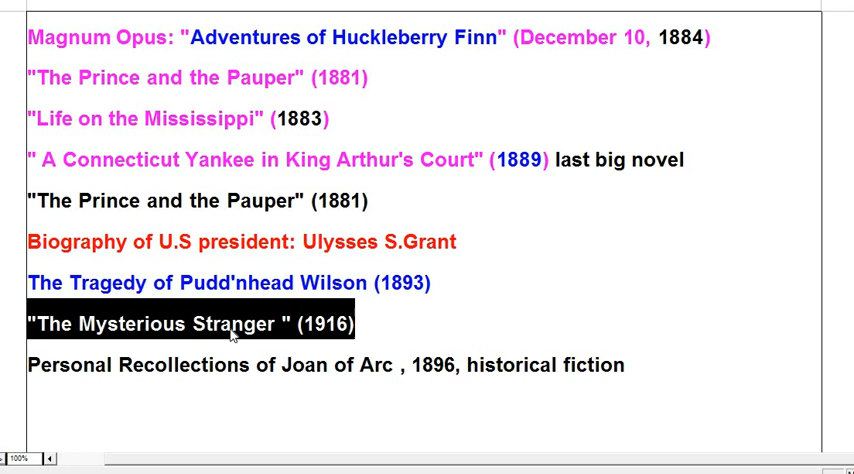 Magnum Opus: "Adventures of Huckleberry Finn" (December 10, 1884)
"The Prince and the Pauper" (1881)
"Life on the Mississippi" (1883)
" A Connecticut Yankee in King Arthur's Court" (1889) last big novel
"The Prince and the Pauper" (1881)
Biography of U.S president: Ulysses S.Grant
The Tragedy of Pudd'nhead Wilson (1893)
"The Mysterious Stranger " (1916)
Personal Recollections of Joan of Arc , 1896, historical fiction
100%